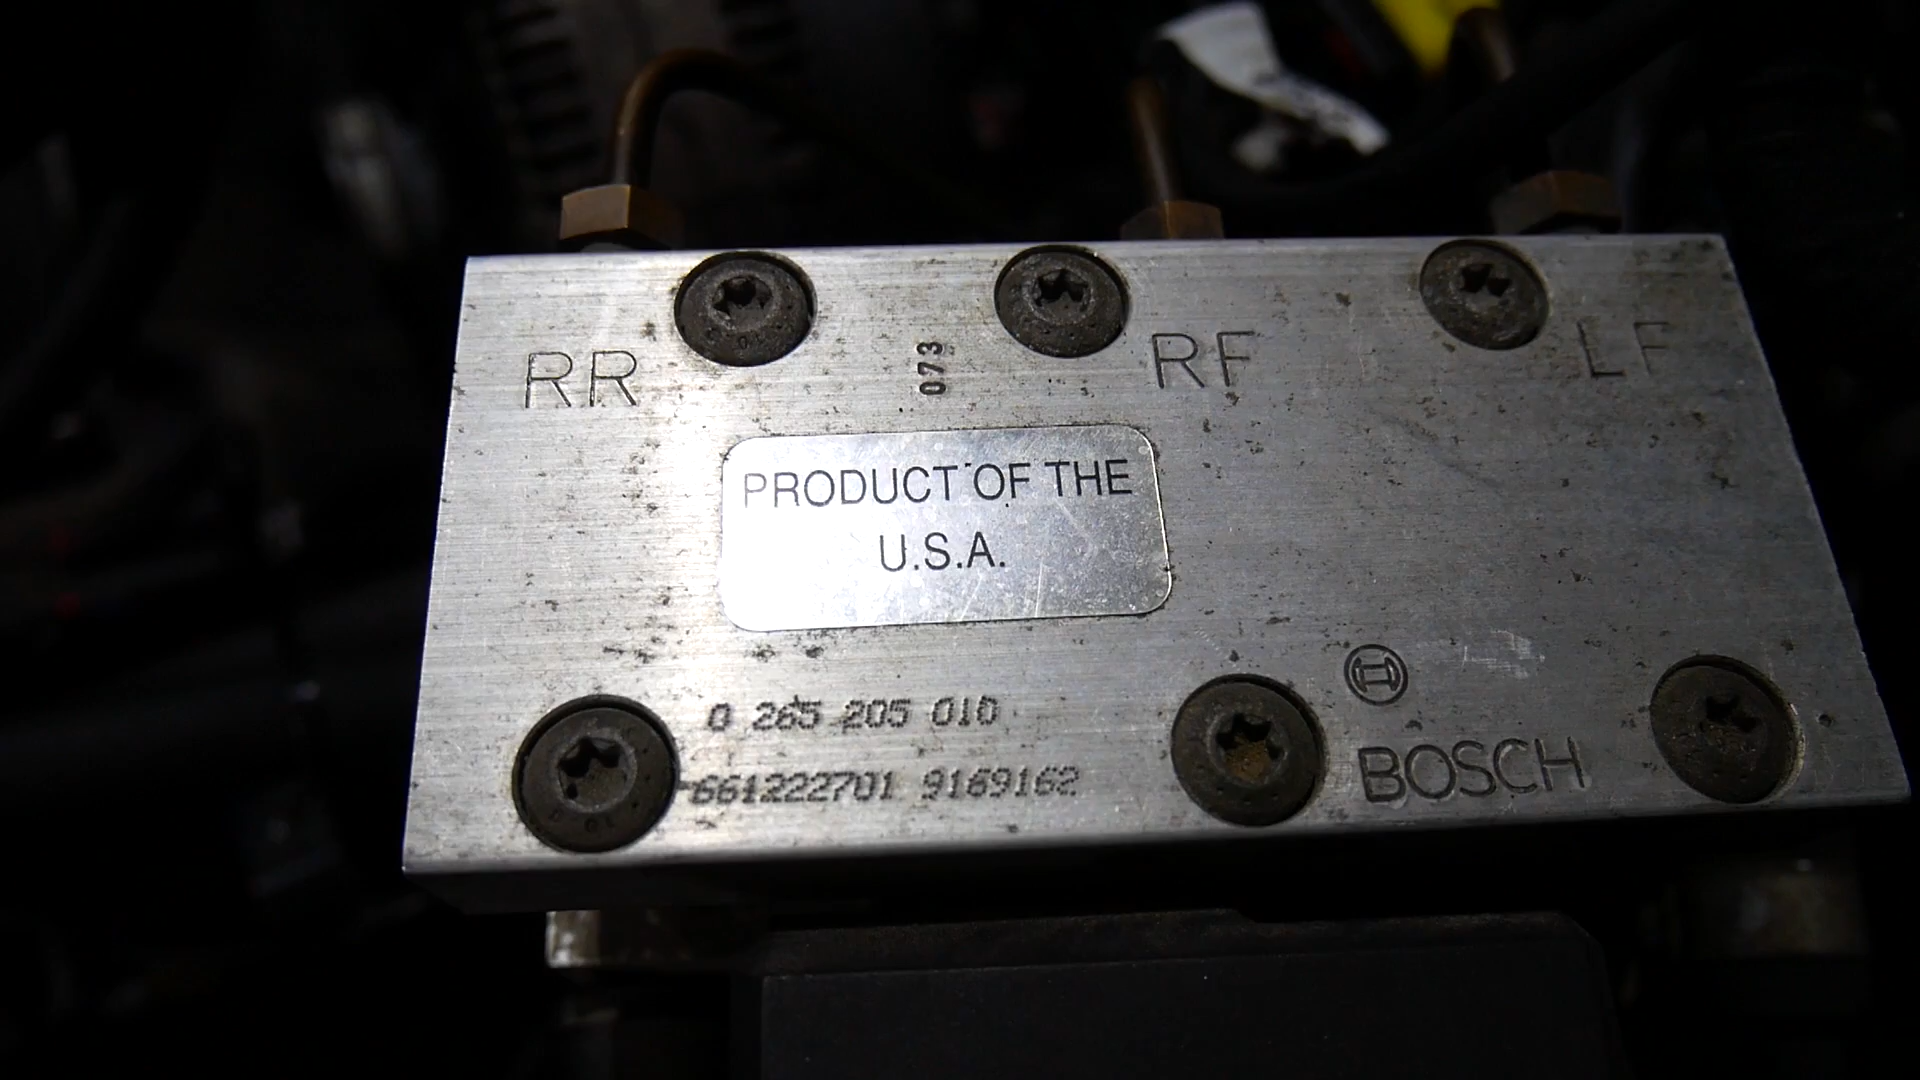 RR
073
RF
LF
PRODUCT OF THE
U.S.A.
0 265 205 010
661222701 9169162
BOSCH